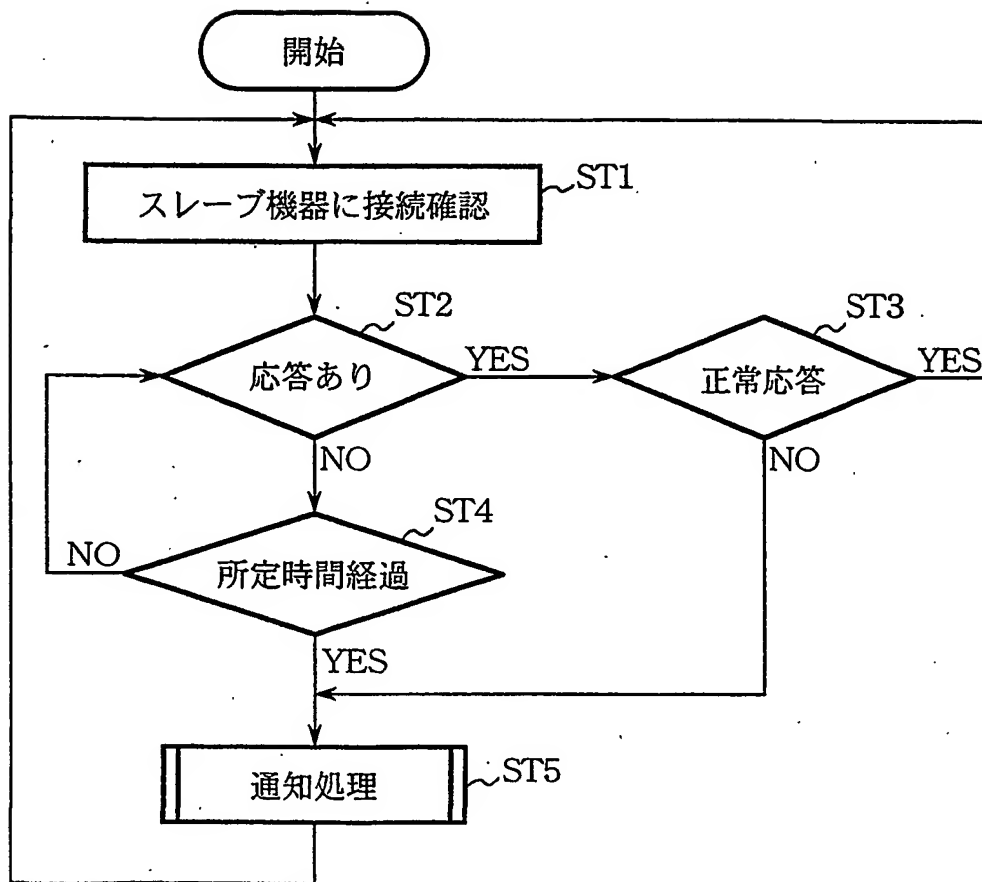 開始
スレーブ機器に接続確認
ST1
ST2
応答あり
YES
NO
ST3
正常応答
YES
NO
ST4
所定時間経過
NO
YES
通知処理
ST5